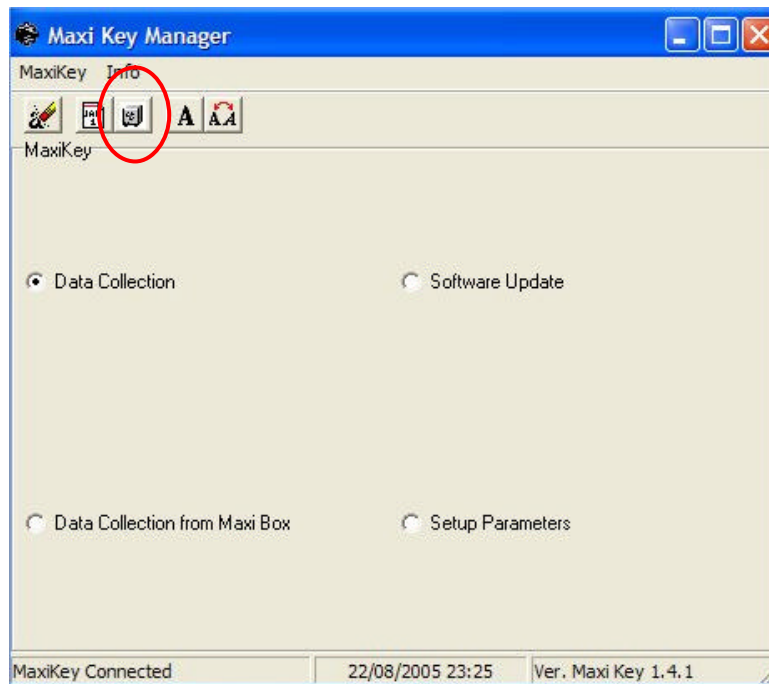 Maxi Key Manager
MaxiKey Info
A A A
MaxiKey
Data Collection Software Update
Data Collection from Maxi Box Setup Parameters
MaxiKey Connected 22/08/2005 23:25 Ver. Maxi Key 1.4.1